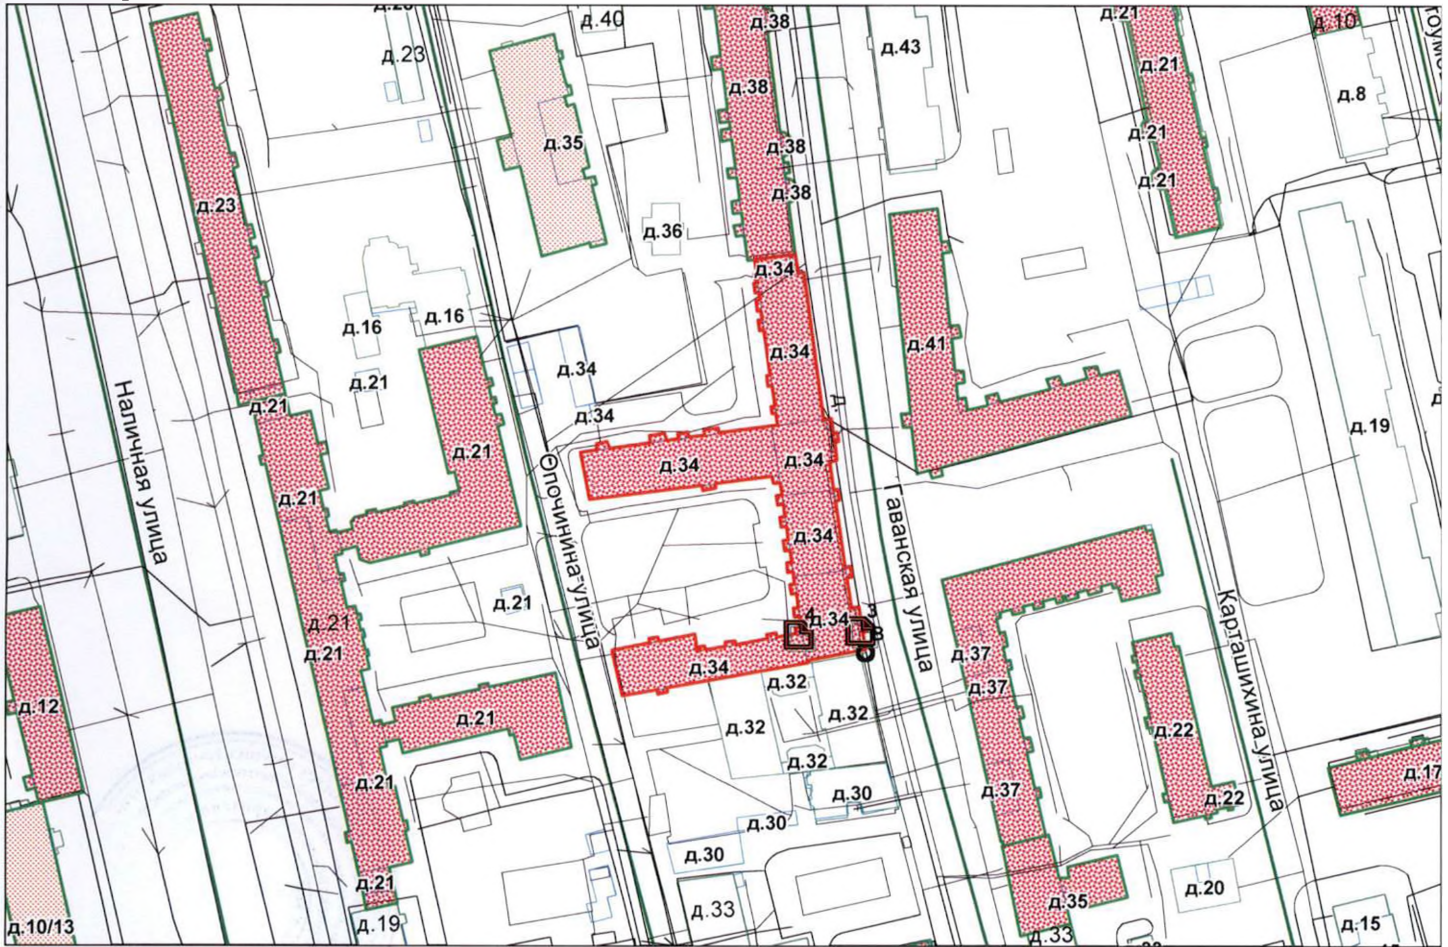 д.40
д.38
д.21
д.10
д.23
д.43
д.21
д.8
д.38
д.35
д.38
д.21
д.38
д.21
д.23
д.36
д.34
д.16
д.16
д.34
д.41
д.21
д.34
д.21
д.34
д.
д.19
Наличная улица
д.21
д.34
д.34
д.21
Опочинина улица
Гаванская улица
д.34
д.21
д.21
4
д.34
3
В
Карташихина улица
д.21
д.34
д.37
д.32
д.37
д.12
д.21
д.32
д.32
д.22
д.32
д.17
д.21
д.30
д.37
д.22
д.30
д.30
д.21
д.33
д.35
д.20
д.10/13
д.19
д.33
д.15